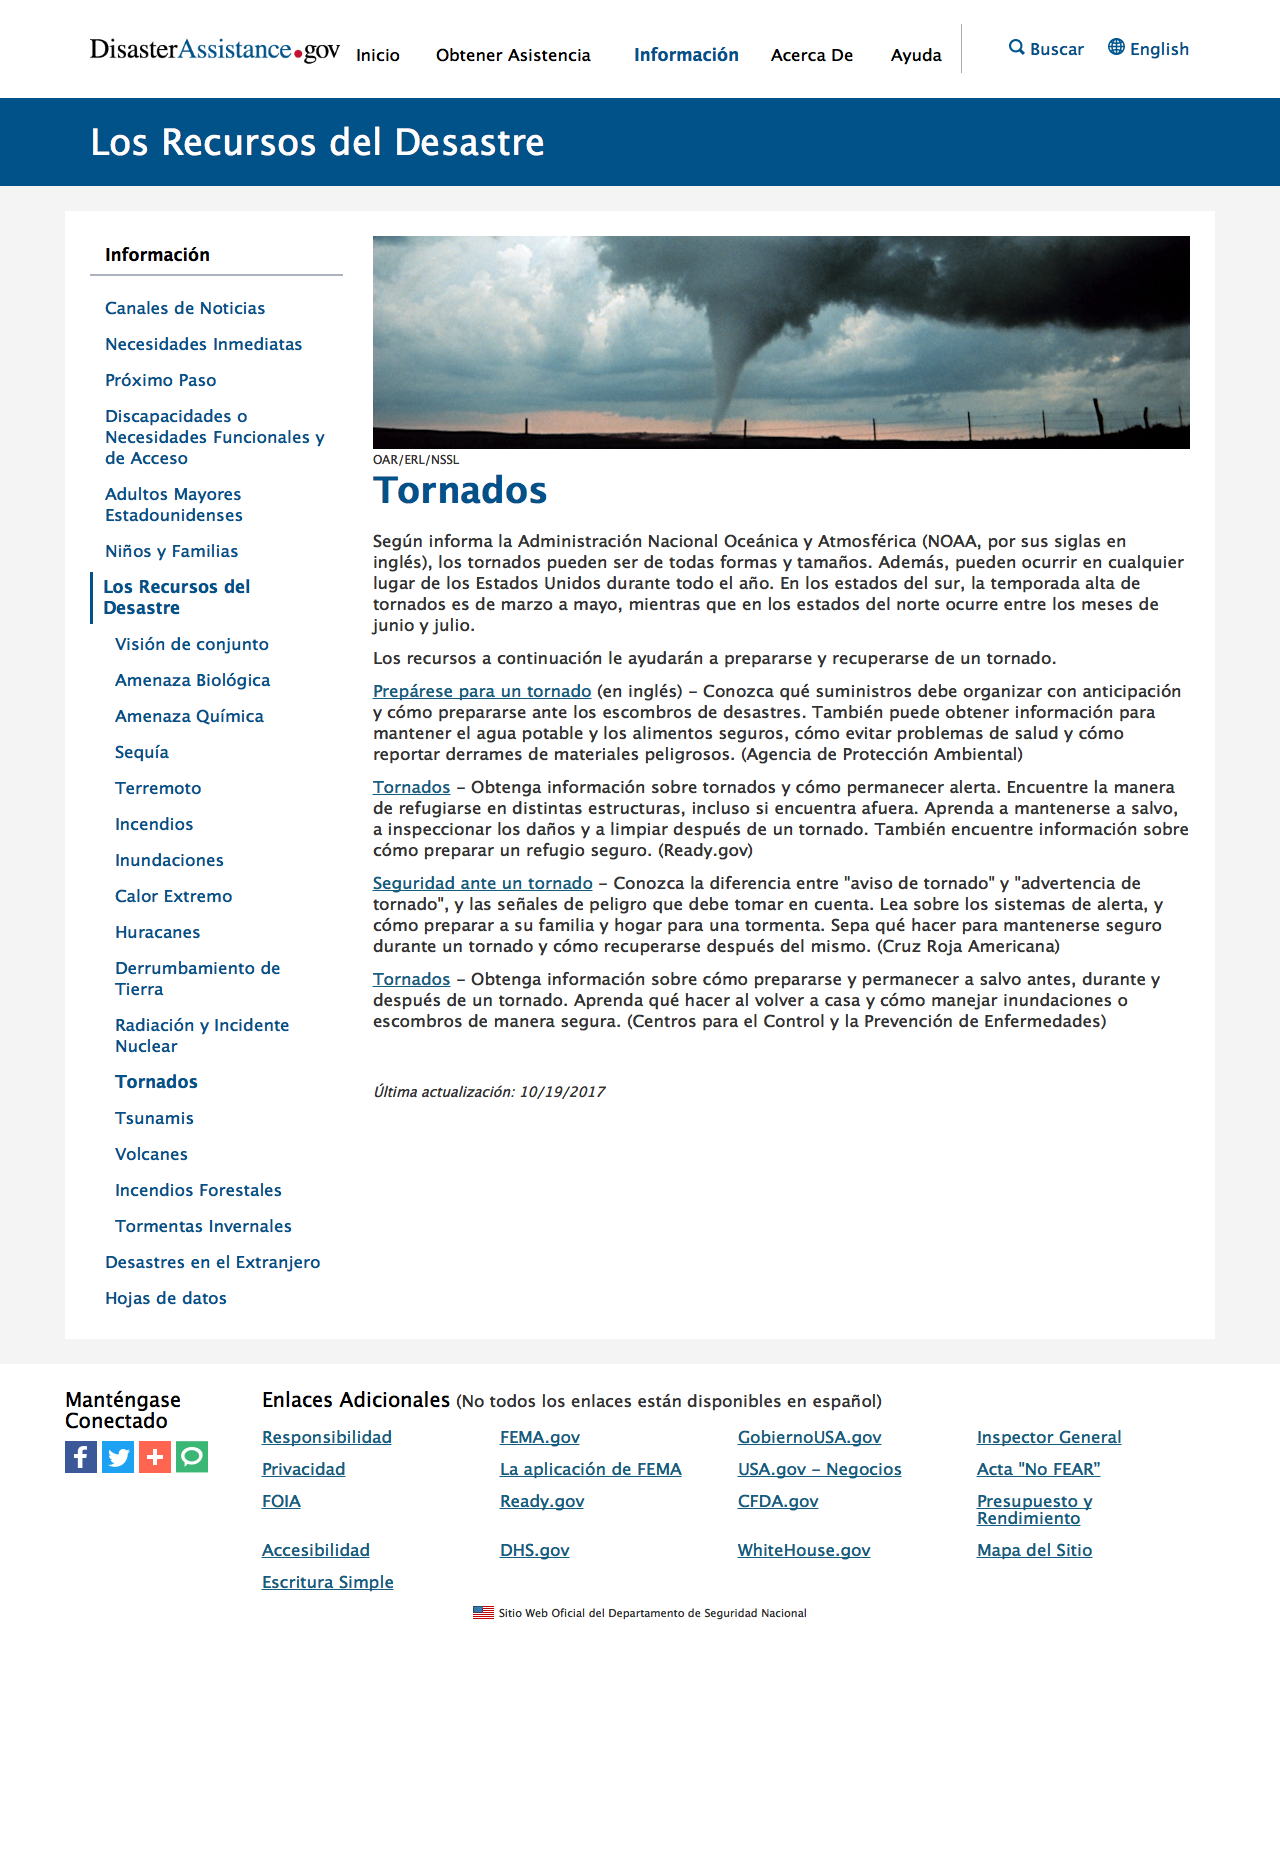 DisasterAssistance.gov
Inicio
Obtener Asistencia
Información
Acerca De
Ayuda
Buscar
English
Los Recursos del Desastre
Información
Canales de Noticias
Necesidades Inmediatas
Próximo Paso
Discapacidades o
Necesidades Funcionales y
de Acceso
Adultos Mayores
Estadounidenses
Niños y Familias
Los Recursos del
Desastre
Visión de conjunto
Amenaza Biológica
Amenaza Química
Sequía
Terremoto
Incendios
Inundaciones
Calor Extremo
Huracanes
Derrumbamiento de
Tierra
Radiación y Incidente
Nuclear
Tornados
Tsunamis
Volcanes
Incendios Forestales
Tormentas Invernales
Desastres en el Extranjero
Hojas de datos
OAR/ERL/NSSL
Tornados
Según informa la Administración Nacional Oceánica y Atmosférica (NOAA, por sus siglas en
inglés), los tornados pueden ser de todas formas y tamaños. Además, pueden ocurrir en cualquier
lugar de los Estados Unidos durante todo el año. En los estados del sur, la temporada alta de
tornados es de marzo a mayo, mientras que en los estados del norte ocurre entre los meses de
junio y julio.
Los recursos a continuación le ayudarán a prepararse y recuperarse de un tornado.
Prepárese para un tornado (en inglés) – Conozca qué suministros debe organizar con anticipación
y cómo prepararse ante los escombros de desastres. También puede obtener información para
mantener el agua potable y los alimentos seguros, cómo evitar problemas de salud y cómo
reportar derrames de materiales peligrosos. (Agencia de Protección Ambiental)
Tornados – Obtenga información sobre tornados y cómo permanecer alerta. Encuentre la manera
de refugiarse en distintas estructuras, incluso si encuentra afuera. Aprenda a mantenerse a salvo,
a inspeccionar los daños y a limpiar después de un tornado. También encuentre información sobre
cómo preparar un refugio seguro. (Ready.gov)
Seguridad ante un tornado – Conozca la diferencia entre "aviso de tornado" y "advertencia de
tornado", y las señales de peligro que debe tomar en cuenta. Lea sobre los sistemas de alerta, y
cómo preparar a su familia y hogar para una tormenta. Sepa qué hacer para mantenerse seguro
durante un tornado y cómo recuperarse después del mismo. (Cruz Roja Americana)
Tornados – Obtenga información sobre cómo prepararse y permanecer a salvo antes, durante y
después de un tornado. Aprenda qué hacer al volver a casa y cómo manejar inundaciones o
escombros de manera segura. (Centros para el Control y la Prevención de Enfermedades)
Última actualización: 10/19/2017
Manténgase
Conectado
Enlaces Adicionales (No todos los enlaces están disponibles en español)
Responsibilidad
FEMA.gov
GobiernoUSA.gov
Inspector General
Privacidad
La aplicación de FEMA
USA.gov – Negocios
Acta "No FEAR"
FOIA
Ready.gov
CFDA.gov
Presupuesto y
Rendimiento
Accesibilidad
DHS.gov
WhiteHouse.gov
Mapa del Sitio
Escritura Simple
Sitio Web Oficial del Departamento de Seguridad Nacional